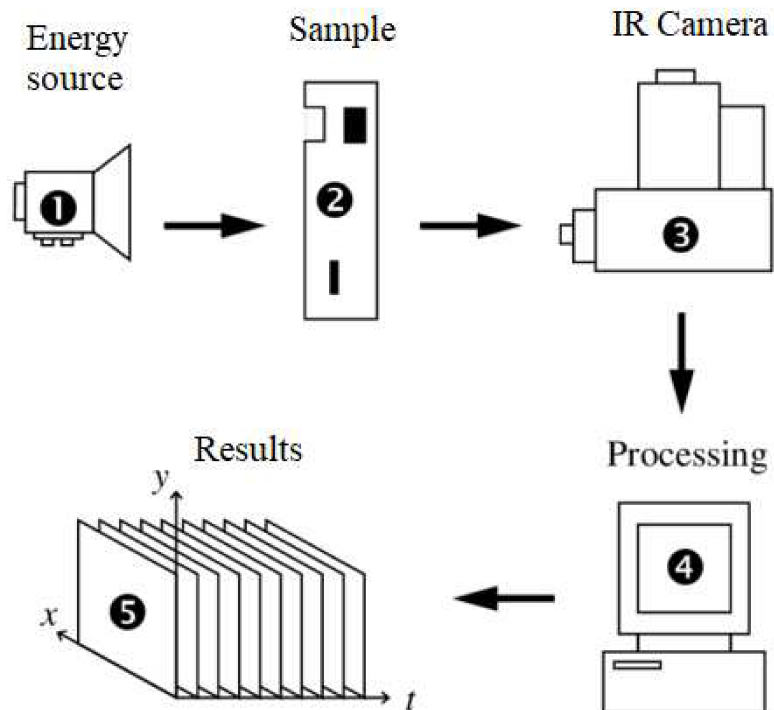 Energy
source
Sample
IR Camera
❶
❷
❸
Processing
❹
Results
y
x
❺
t